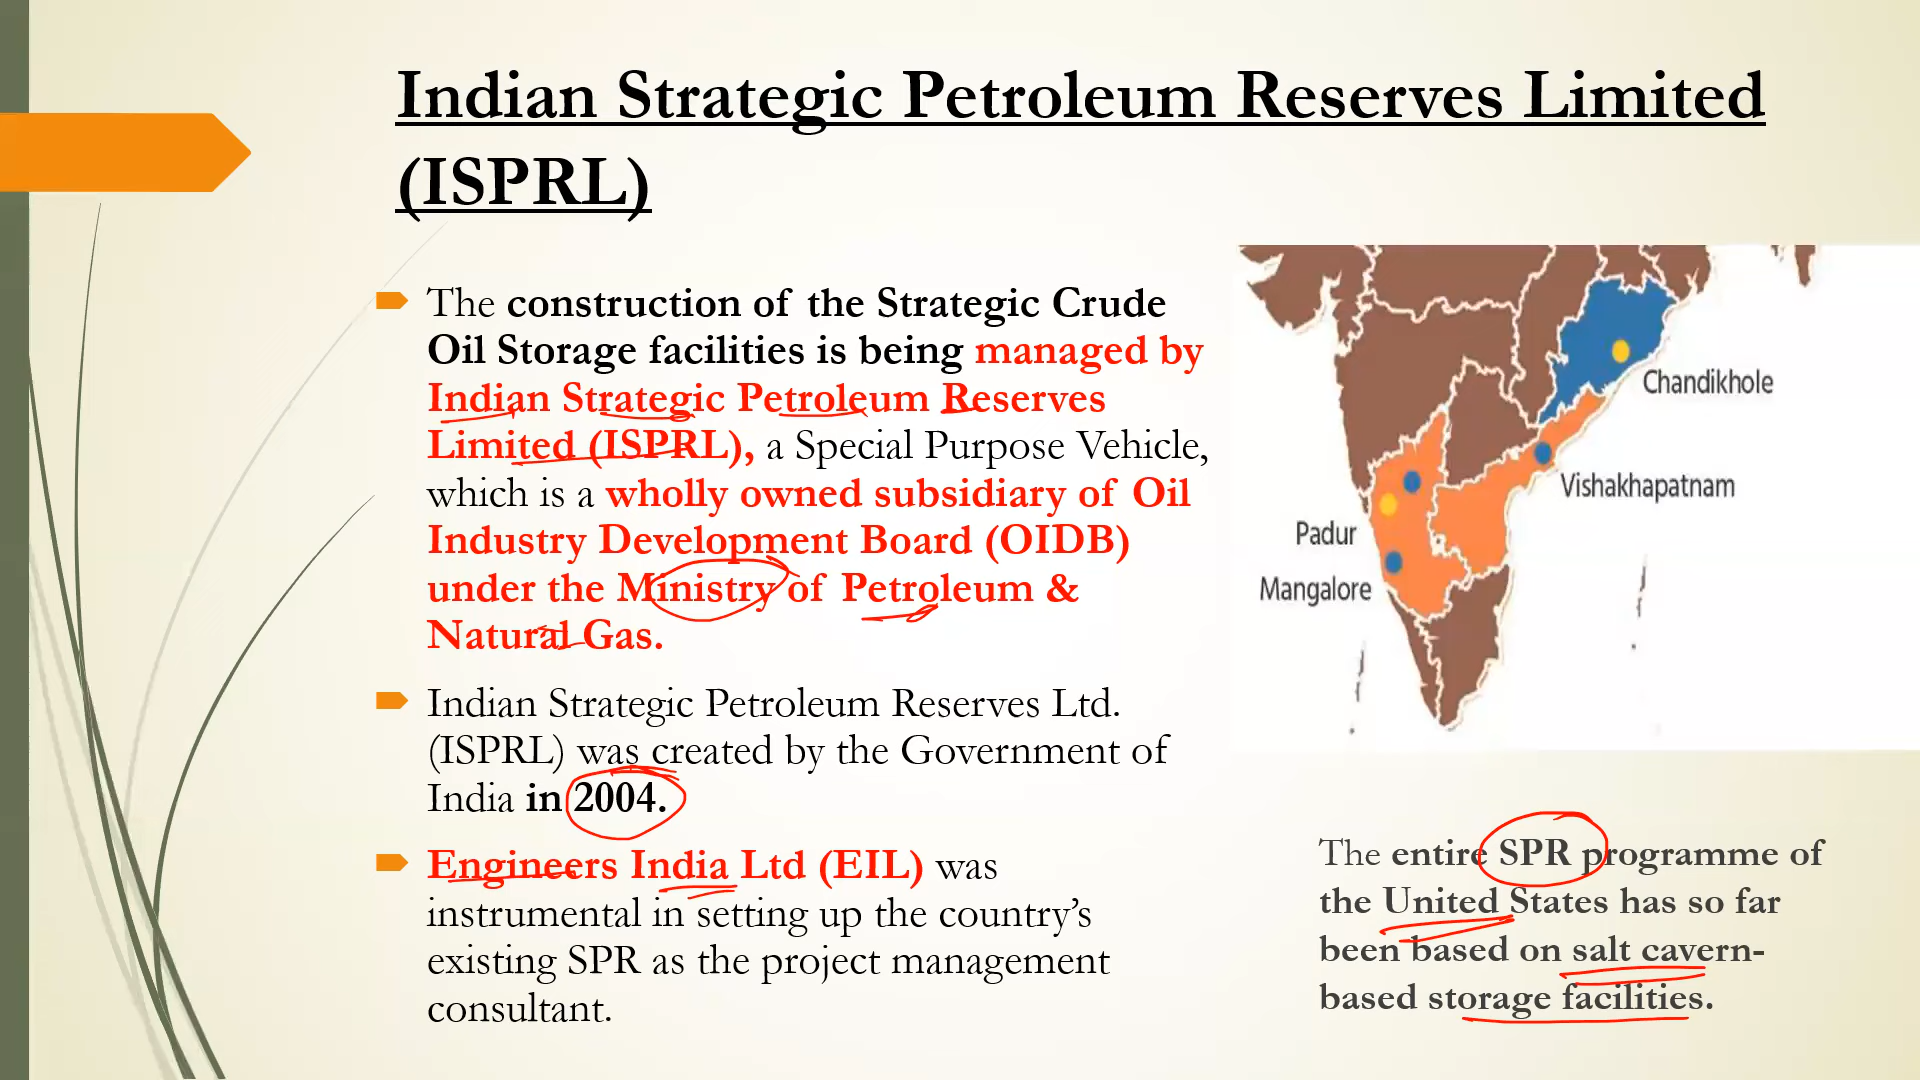 Indian Strategic Petroleum Reserves Limited
(ISPRL)
The construction of the Strategic Crude
Oil Storage facilities is being managed by
Indian Strategic Petroleum Reserves
Limited (ISPRL), a Special Purpose Vehicle,
which is a wholly owned subsidiary of Oil
Industry Development Board (OIDB)
under the Ministry of Petroleum &
Natural Gas.
Indian Strategic Petroleum Reserves Ltd.
(ISPRL) was created by the Government of
India in 2004.
Engineers India Ltd (EIL) was
instrumental in setting up the country’s
existing SPR as the project management
consultant.
Chandikhole
Vishakhapatnam
Padur
Mangalore
The entire SPR programme of
the United States has so far
been based on salt cavern-
based storage facilities.